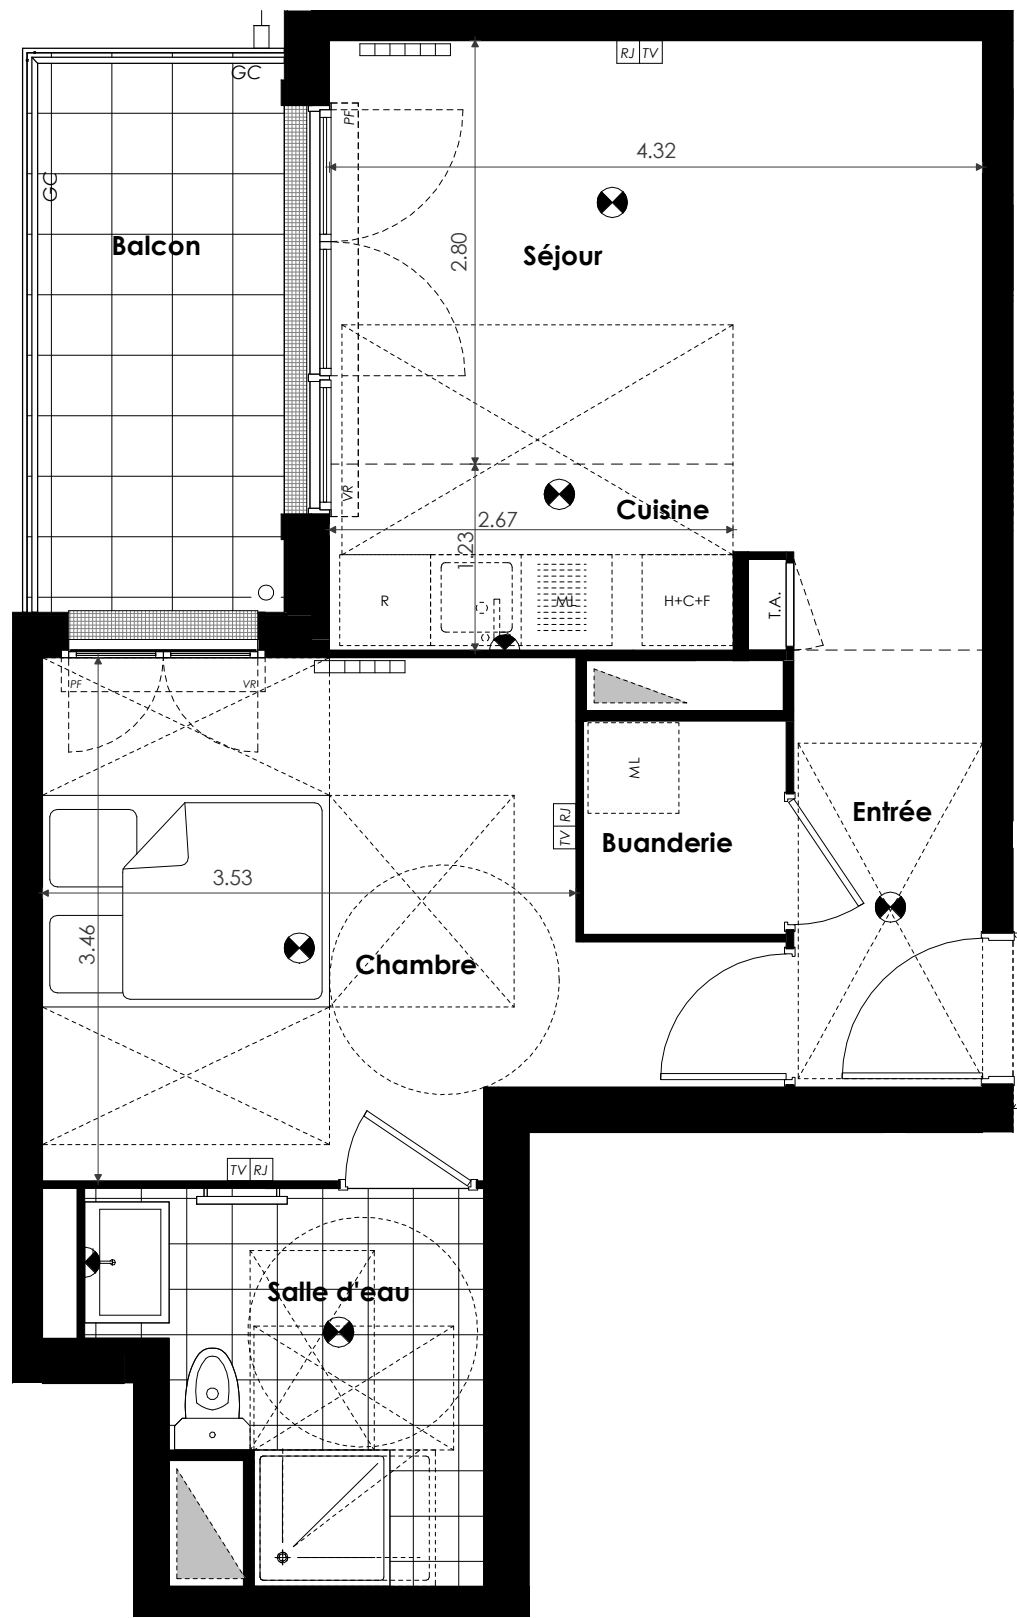 RJ TV
GC
PF
4.32
GC
Balcon
2.80
Séjour
VR
Cuisine
2.67
1.23
R
ML
H+C+F
T.A.
PF
VR
ML
TV RJ
Entrée
Buanderie
3.53
3.46
Chambre
TV RJ
Salle d'eau